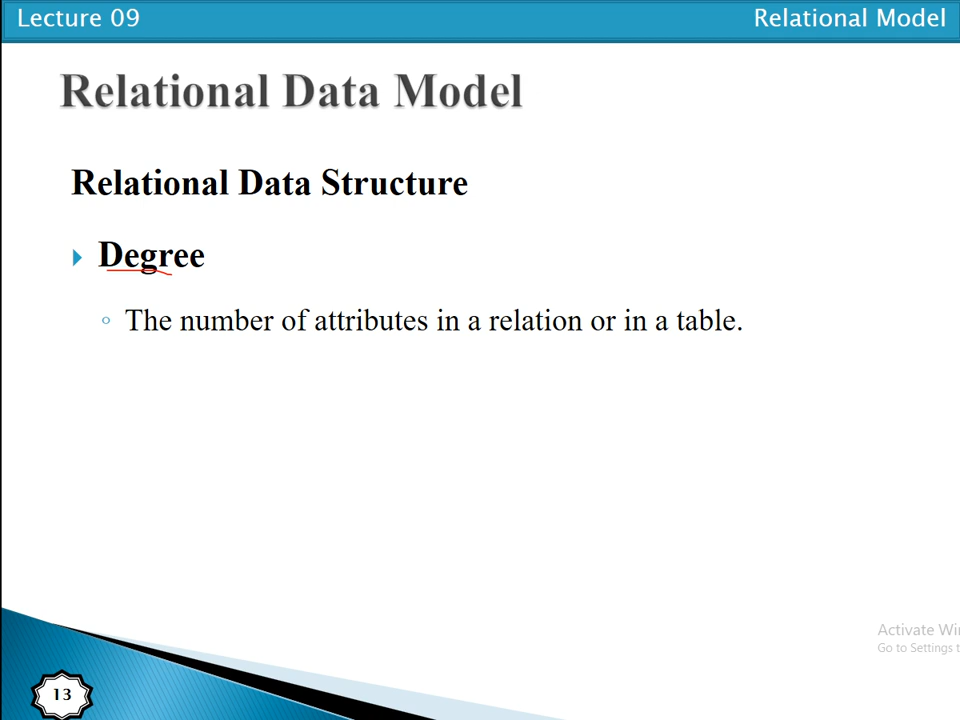 Lecture 09
Relational Model
Relational Data Model
Relational Data Structure
Degree
The number of attributes in a relation or in a table.
Activate Wi
Go to Settings t
13